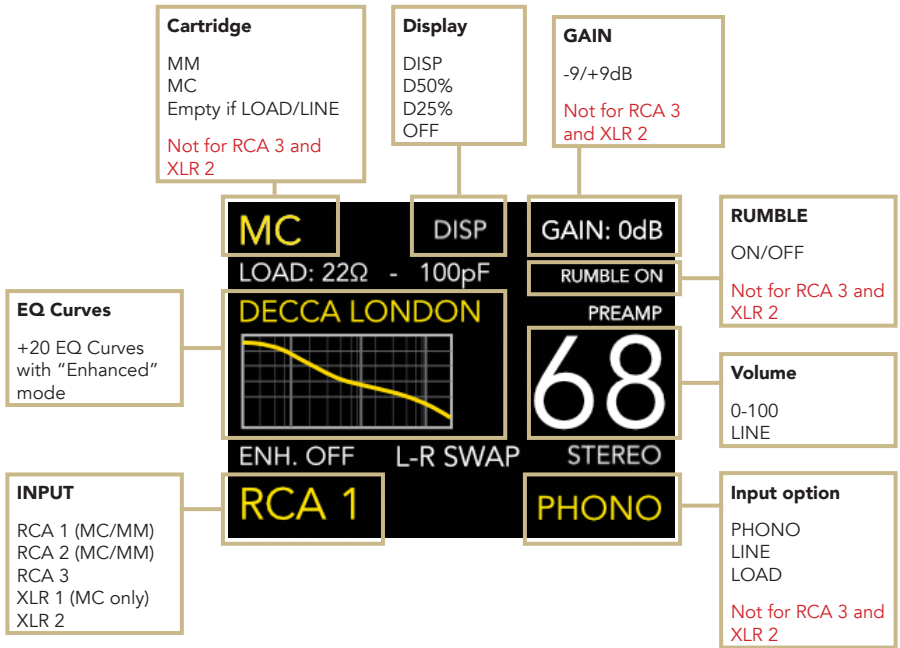 Cartridge
MM
MC
Empty if LOAD/LINE
Not for RCA 3 and
XLR 2
Display
DISP
D50%
D25%
OFF
GAIN
-9/+9dB
Not for RCA 3
and XLR 2
RUMBLE
ON/OFF
Not for RCA 3 and
XLR 2
EQ Curves
+20 EQ Curves
with “Enhanced”
mode
MC DISP GAIN: 0dB
LOAD: 22Ω - 100pF RUMBLE ON
DECCA LONDON PREAMP
68
ENH. OFF L-R SWAP STEREO
RCA 1 PHONO
Volume
0-100
LINE
INPUT
RCA 1 (MC/MM)
RCA 2 (MC/MM)
RCA 3
XLR 1 (MC only)
XLR 2
Input option
PHONO
LINE
LOAD
Not for RCA 3 and
XLR 2